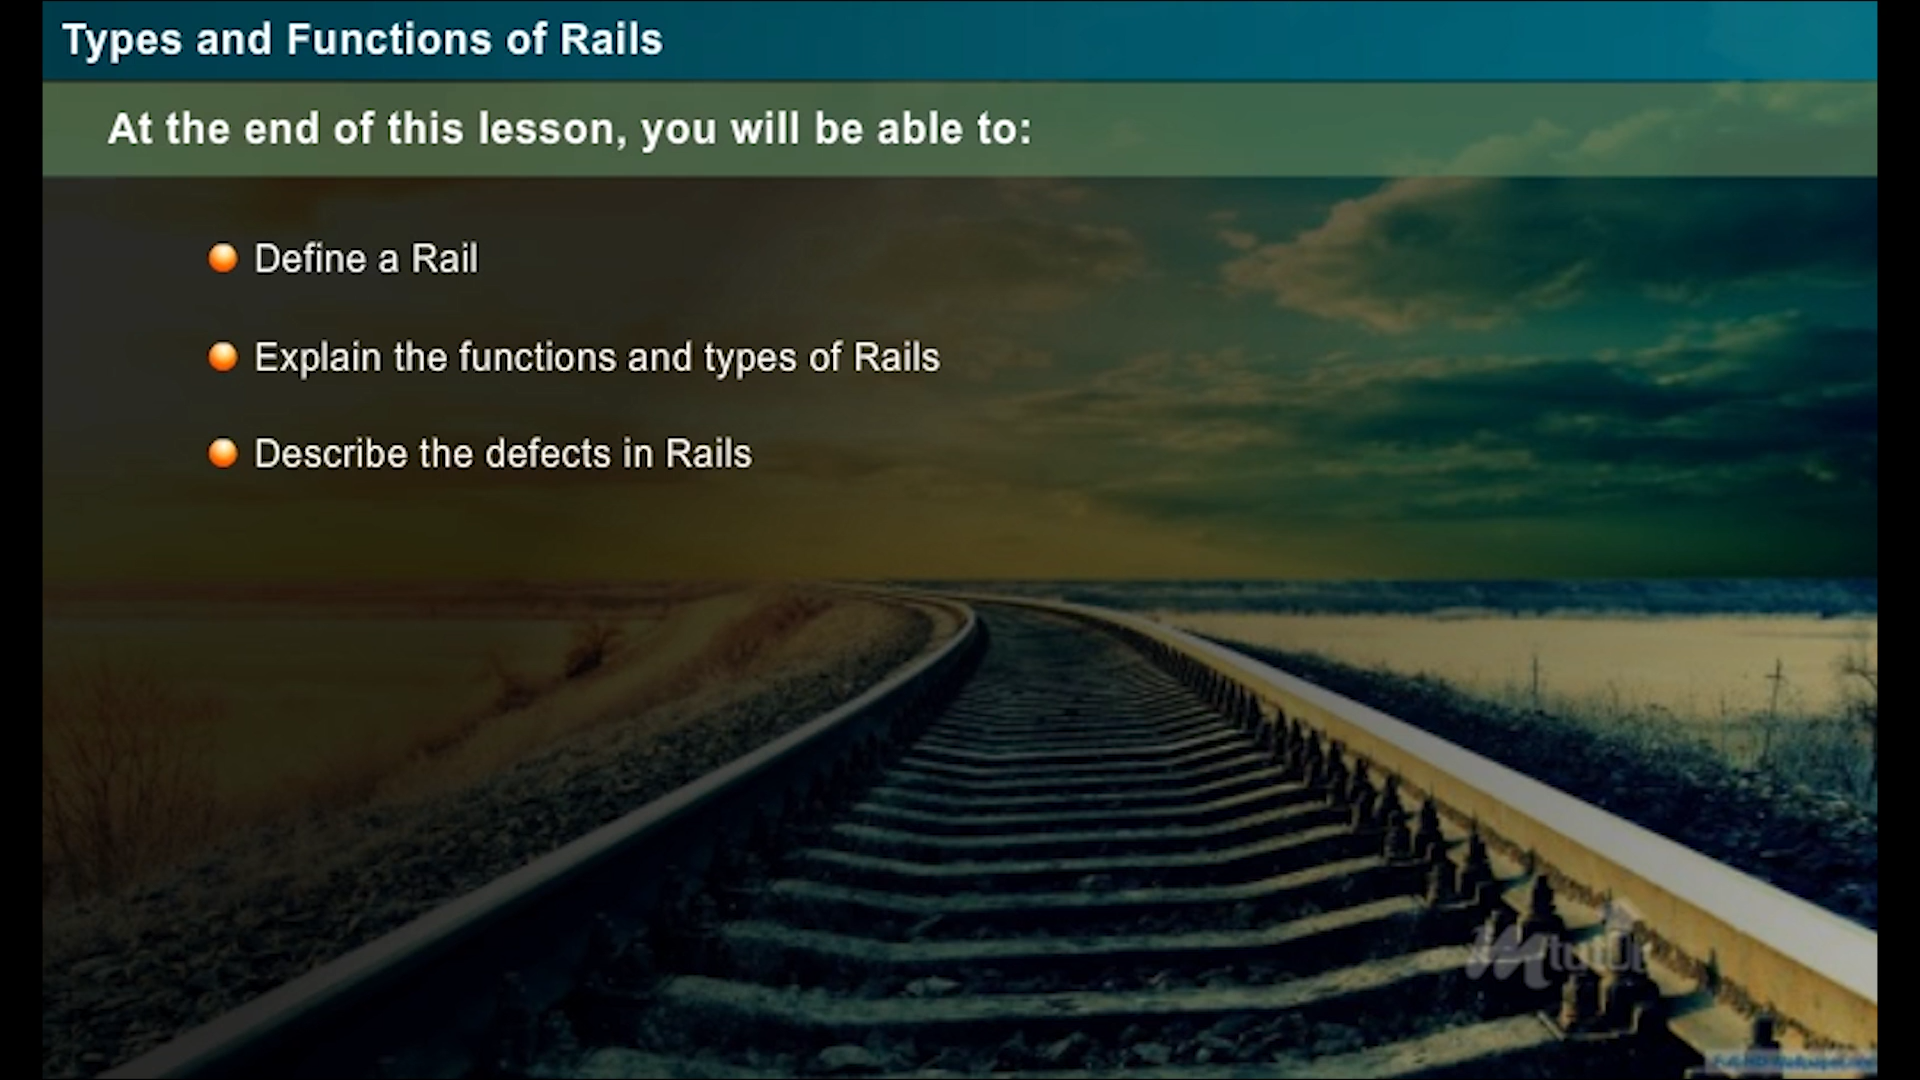 Types and Functions of Rails
At the end of this lesson, you will be able to:
Define a Rail
Explain the functions and types of Rails
Describe the defects in Rails
mtutor